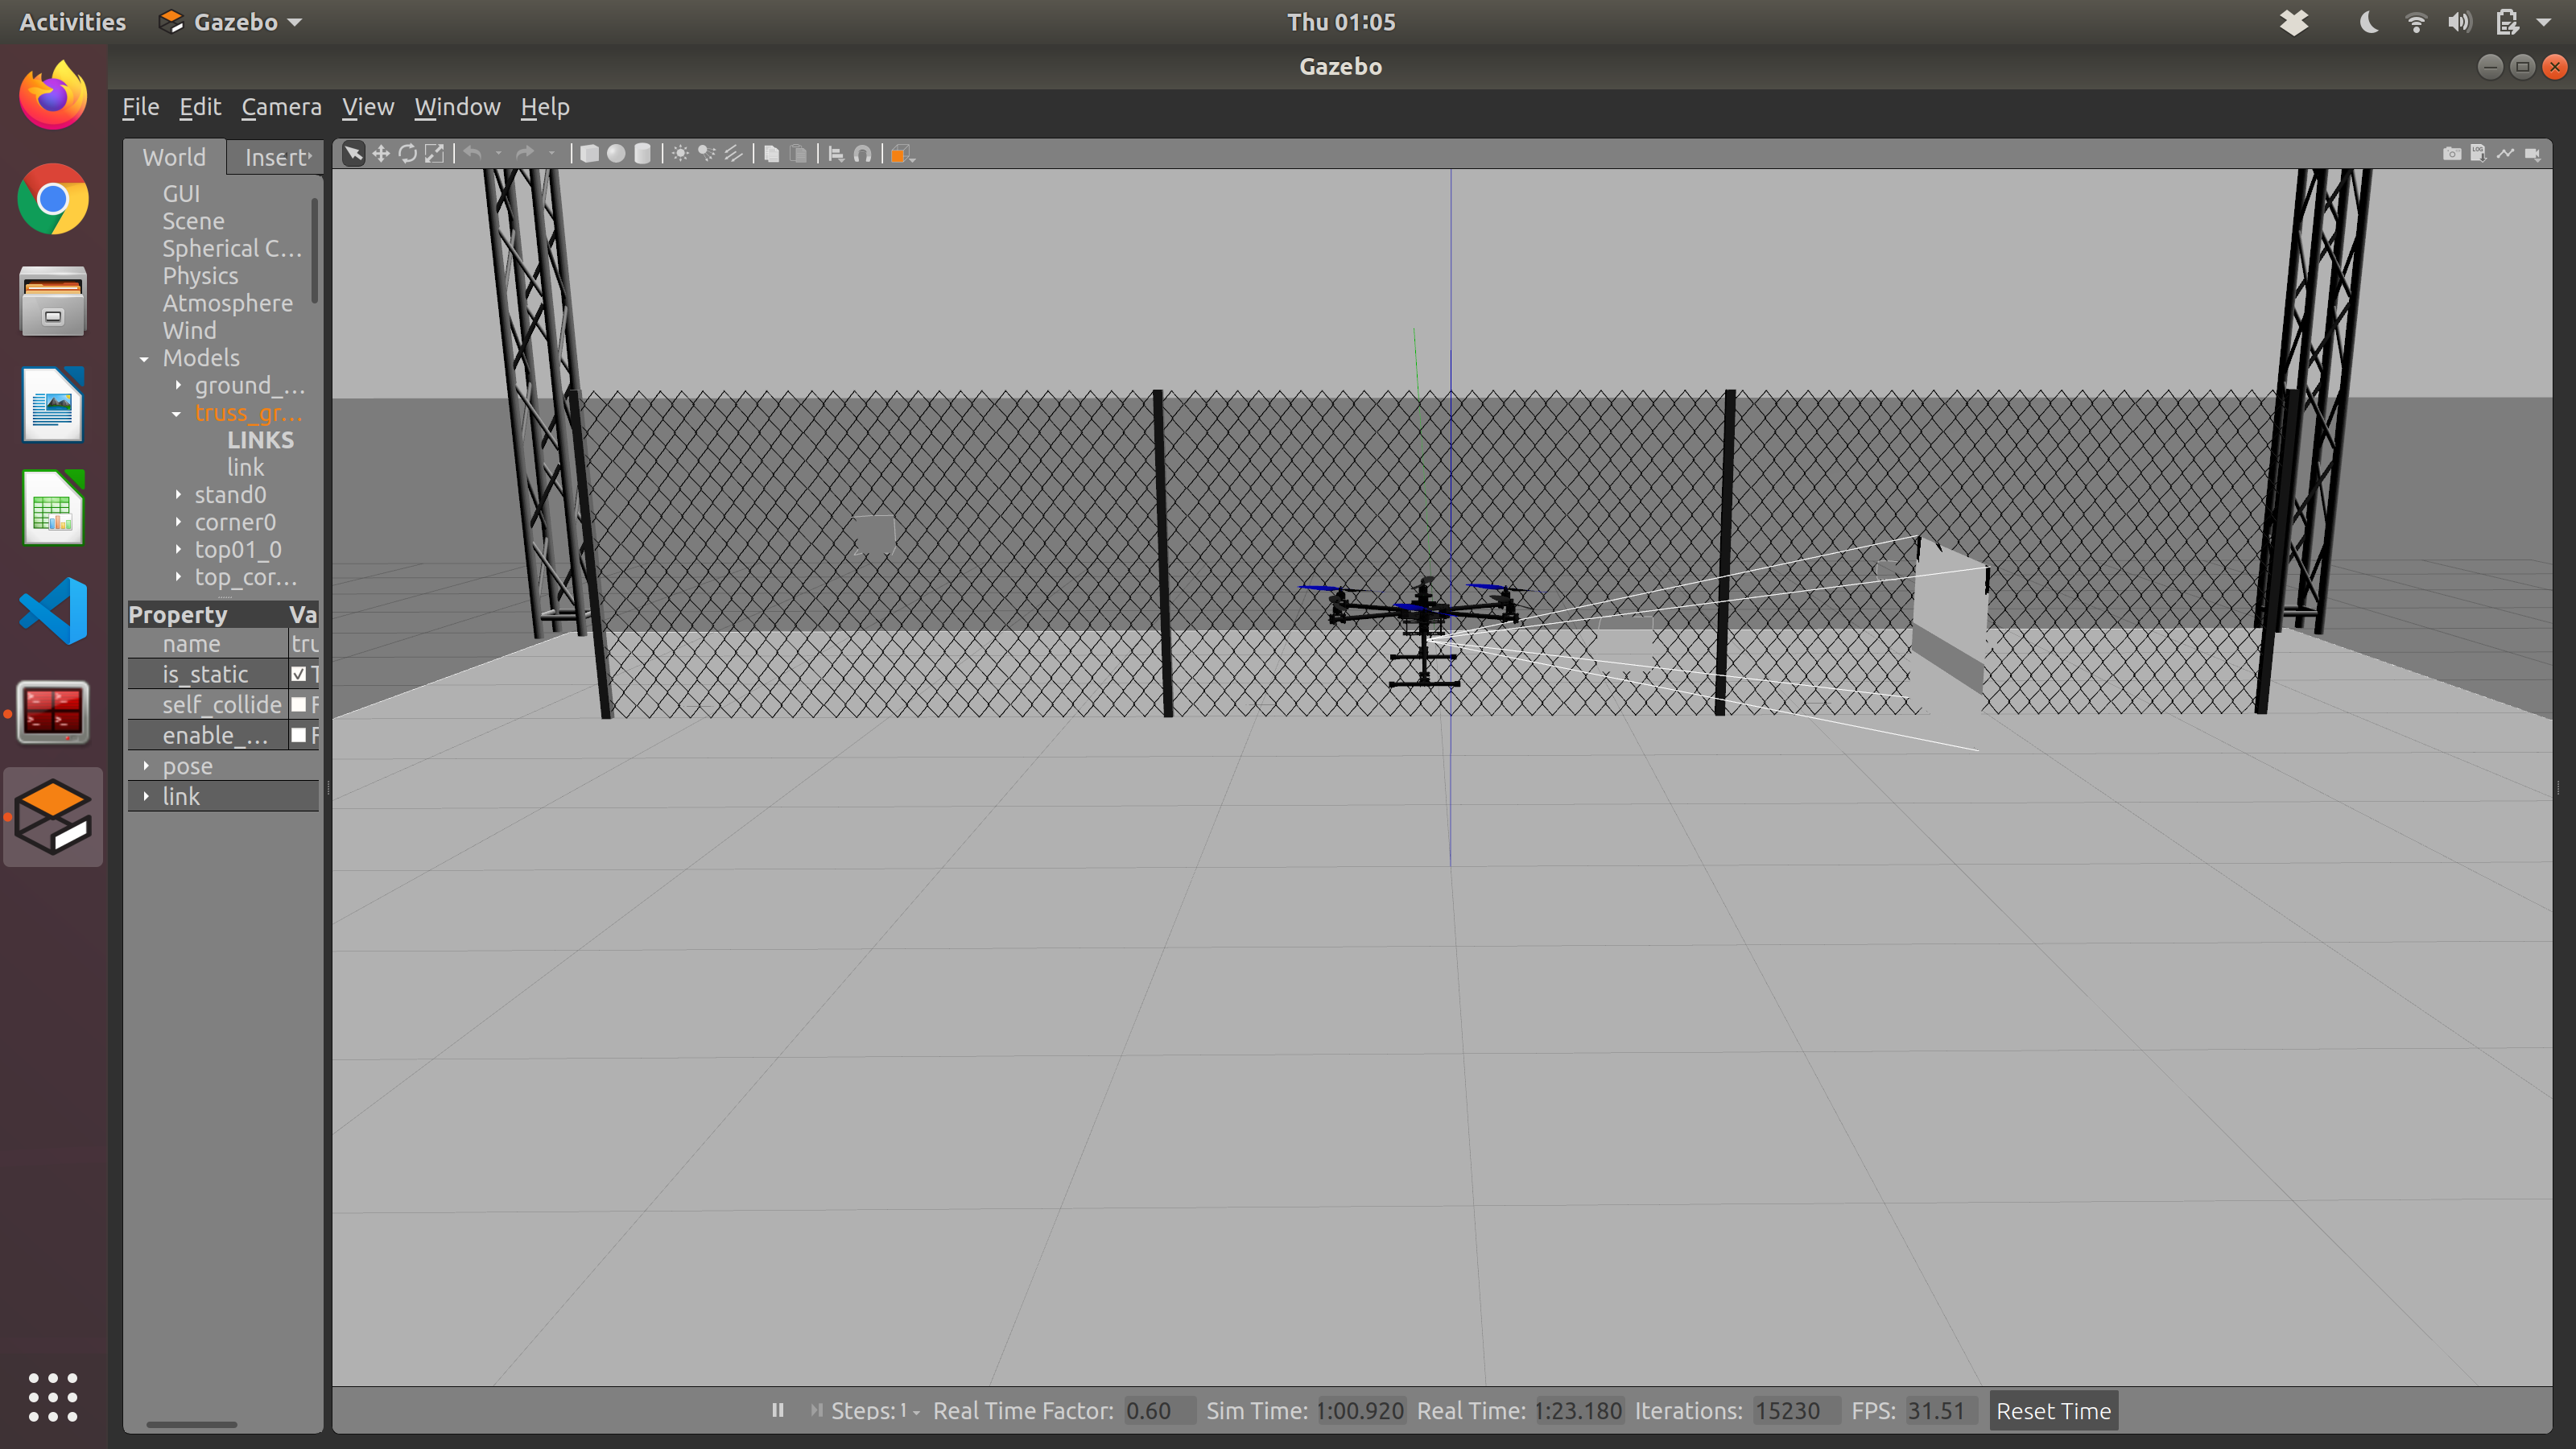 Activities Gazebo Thu 01:05
Gazebo
File Edit Camera View Window Help
World Insert
GUI
Scene
Spherical C...
Physics
Atmosphere
Wind
Models
ground_...
truss_gr...
LINKS
link
stand0
corner0
top01_0
top_cor...
Property Va
name tru
is_static T
self_collide F
enable_... F
pose
link
Steps: 1 Real Time Factor: 0.60 Sim Time: 1:00.920 Real Time: 1:23.180 Iterations: 15230 FPS: 31.51 Reset Time